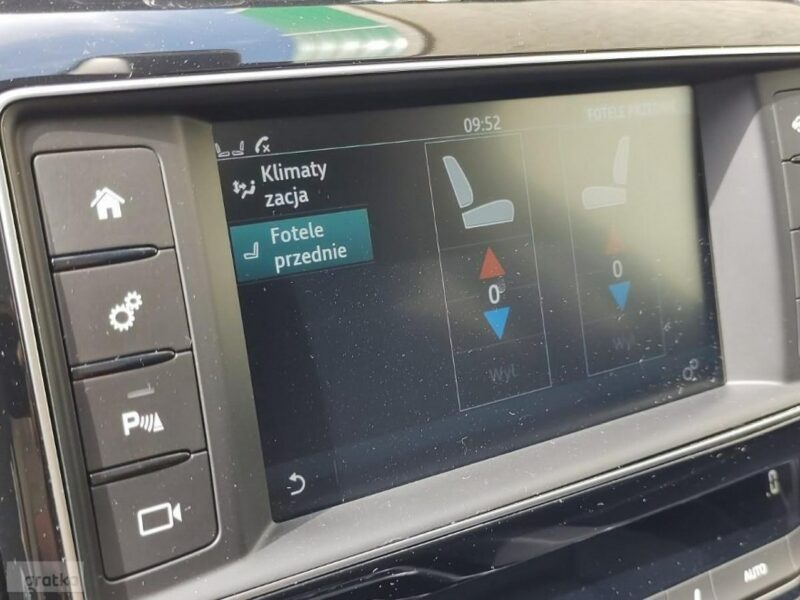 09:52
FOTELE PRZEDNIE
Klimaty
zacja
Fotele
przednie
0
0
Wył.
Wył.
P
AUTO
gratka